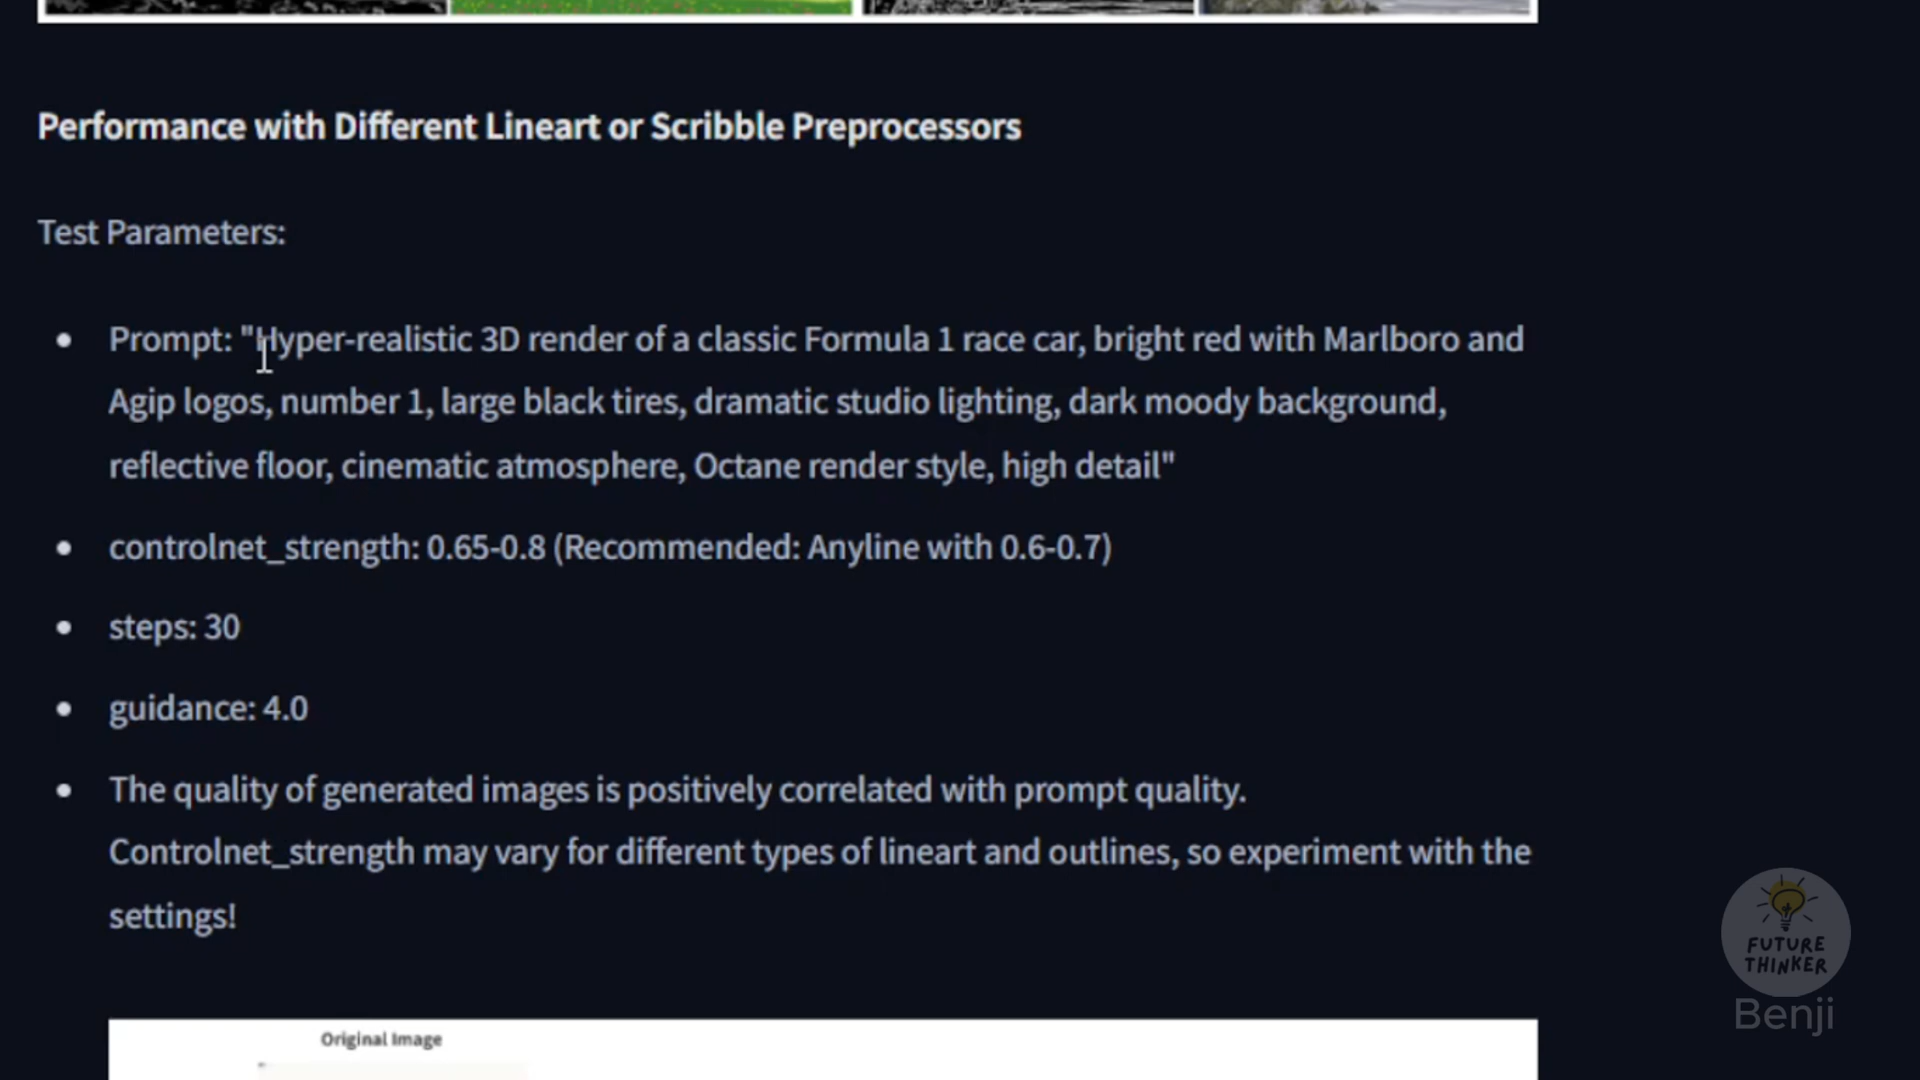 Performance with Different Lineart or Scribble Preprocessors
Test Parameters:
Prompt: "Hyper-realistic 3D render of a classic Formula 1 race car, bright red with Marlboro and
Agip logos, number 1, large black tires, dramatic studio lighting, dark moody background,
reflective floor, cinematic atmosphere, Octane render style, high detail"
controlnet_strength: 0.65-0.8 (Recommended: Anyline with 0.6-0.7)
steps: 30
guidance: 4.0
The quality of generated images is positively correlated with prompt quality.
Controlnet_strength may vary for different types of lineart and outlines, so experiment with the
settings!
FUTURE
THINKER
Benji
Original Image